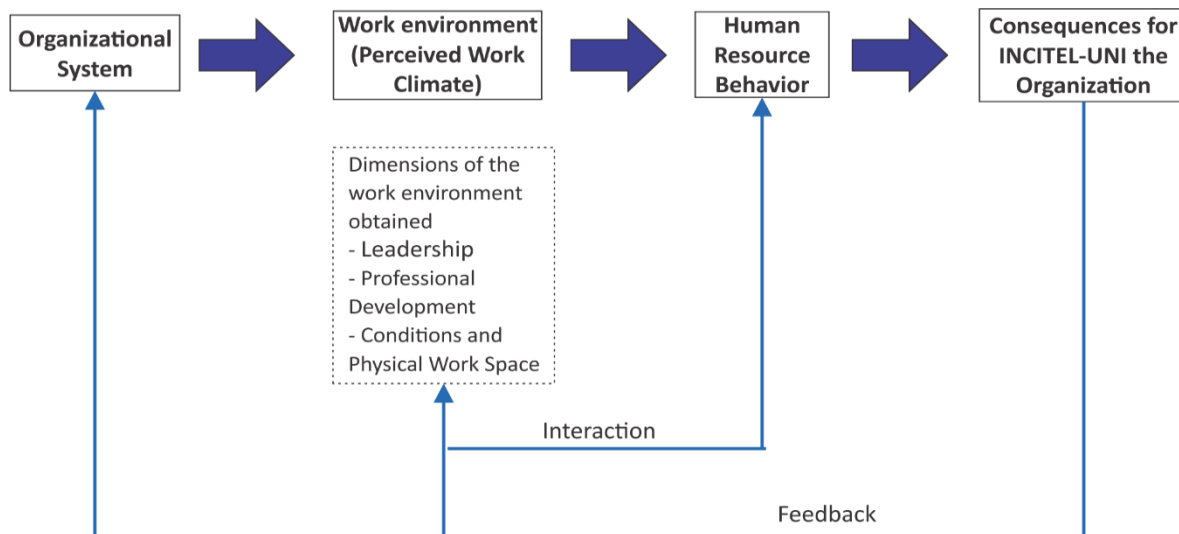 Organizational
System
Work environment
(Perceived Work
Climate)
Human
Resource
Behavior
Consequences for
INCITEL-UNI the
Organization
Dimensions of the
work environment
obtained
- Leadership
- Professional
Development
- Conditions and
Physical Work Space
Interaction
Feedback